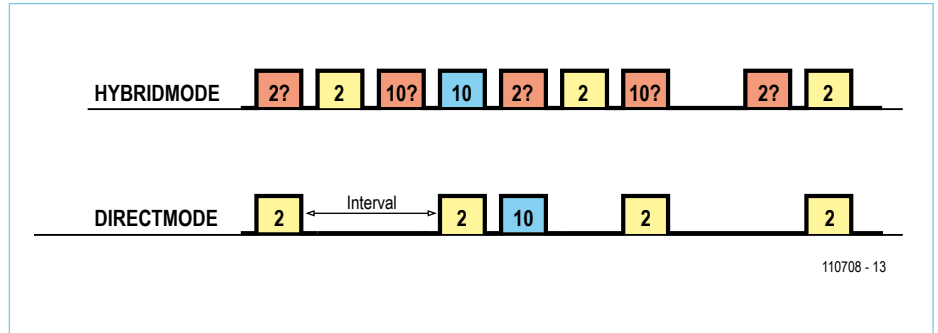 HYBRIDMODE 2? 2 10? 10 2? 2 10? 2? 2
Interval
DIRECTMODE 2 2 10 2 2
110708 - 13